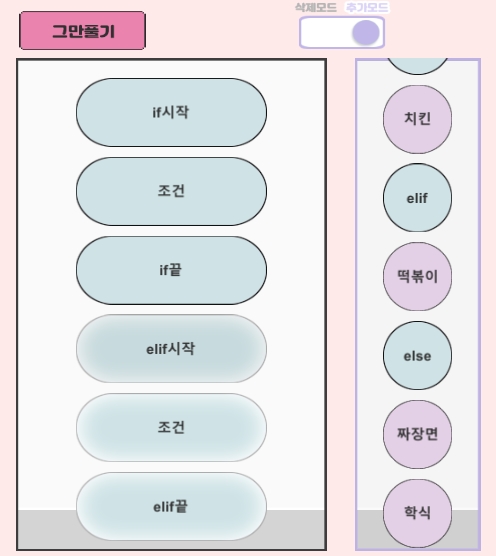 그만풀기
삭제모드 추가모드
if시작
조건
if끝
elif시작
조건
elif끝
치킨
elif
떡볶이
else
짜장면
학식